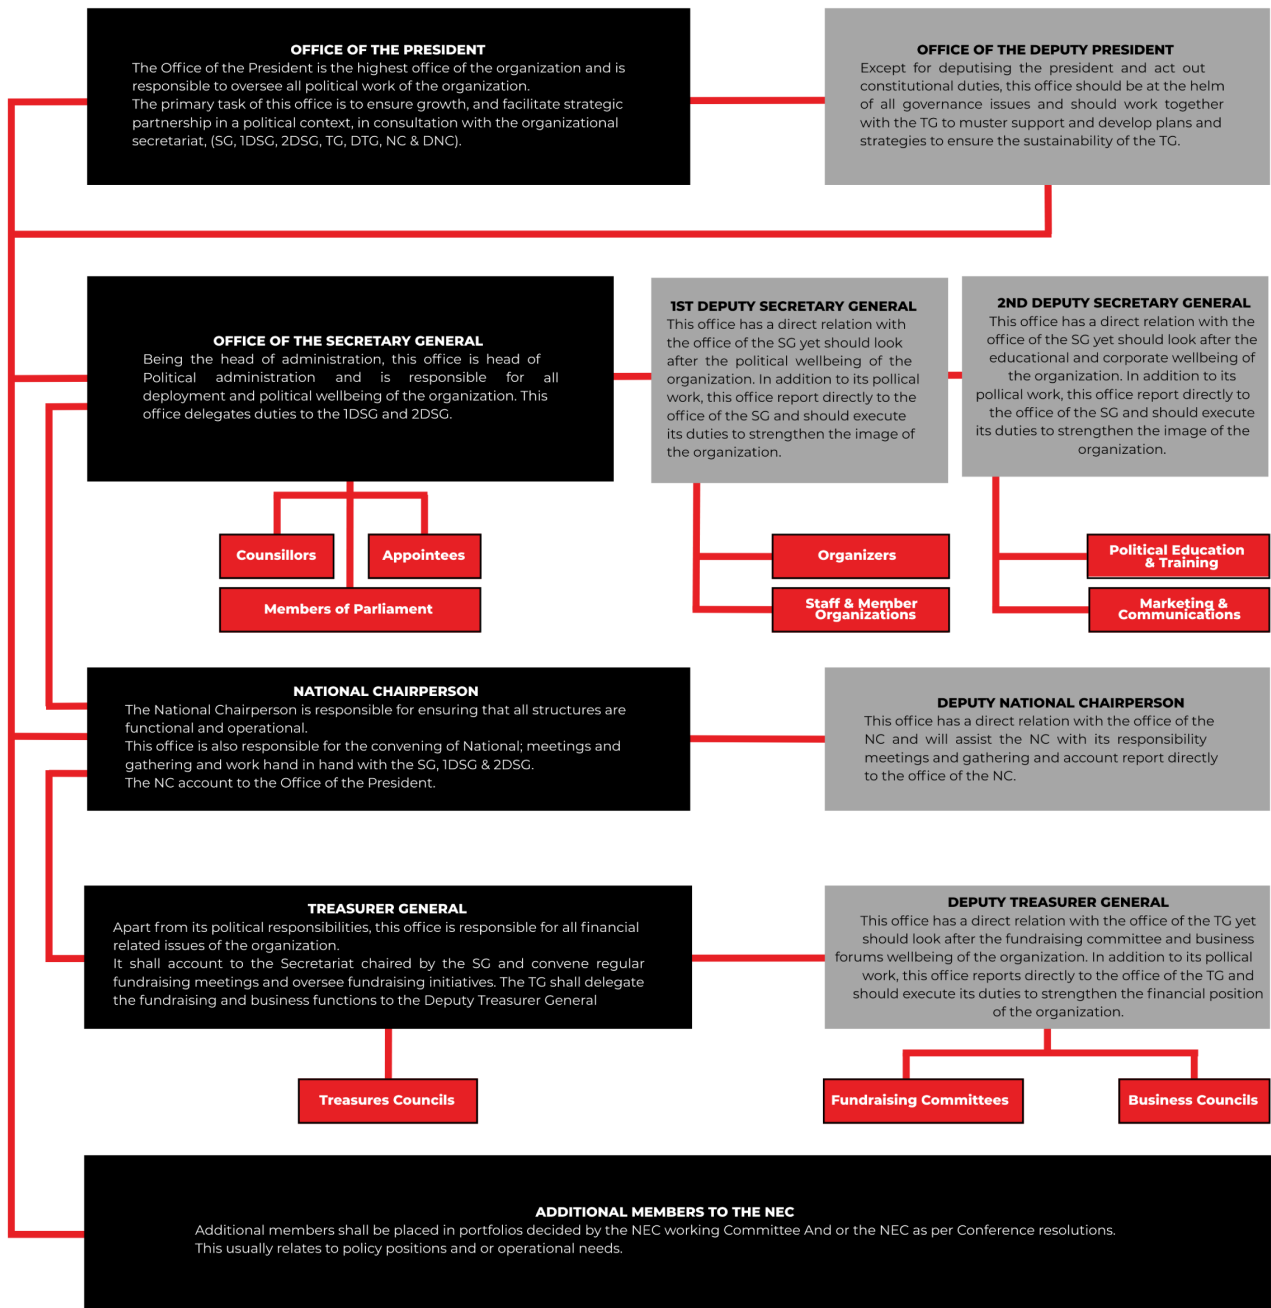 OFFICE OF THE PRESIDENT
The Office of the President is the highest office of the organization and is
responsible to oversee all political work of the organization.
The primary task of this office is to ensure growth, and facilitate strategic
partnership in a political context, in consultation with the organizational
secretariat, (SG, 1DSG, 2DSG, TG, DTG, NC & DNC).
OFFICE OF THE DEPUTY PRESIDENT
Except for deputising the president and act out
constitutional duties, this office should be at the helm
of all governance issues and should work together
with the TG to muster support and develop plans and
strategies to ensure the sustainability of the TG.
OFFICE OF THE SECRETARY GENERAL
Being the head of administration, this office is head of
Political administration and is responsible for all
deployment and political wellbeing of the organization. This
office delegates duties to the 1DSG and 2DSG.
1ST DEPUTY SECRETARY GENERAL
This office has a direct relation with
the office of the SG yet should look
after the political wellbeing of the
organization. In addition to its pollical
work, this office report directly to the
office of the SG and should execute
its duties to strengthen the image of
the organization.
2ND DEPUTY SECRETARY GENERAL
This office has a direct relation with the
office of the SG yet should look after the
educational and corporate wellbeing of
the organization. In addition to its
pollical work, this office report directly to
the office of the SG and should execute
its duties to strengthen the image of the
organization.
Counsillors
Appointees
Members of Parliament
Organizers
Staff & Member
Organizations
Political Education
& Training
Marketing &
Communications
NATIONAL CHAIRPERSON
The National Chairperson is responsible for ensuring that all structures are
functional and operational.
This office is also responsible for the convening of National; meetings and
gathering and work hand in hand with the SG, 1DSG & 2DSG.
The NC account to the Office of the President.
DEPUTY NATIONAL CHAIRPERSON
This office has a direct relation with the office of the
NC and will assist the NC with its responsibility
meetings and gathering and account report directly
to the office of the NC.
TREASURER GENERAL
Apart from its political responsibilities, this office is responsible for all financial
related issues of the organization.
It shall account to the Secretariat chaired by the SG and convene regular
fundraising meetings and oversee fundraising initiatives. The TG shall delegate
the fundraising and business functions to the Deputy Treasurer General
DEPUTY TREASURER GENERAL
This office has a direct relation with the office of the TG yet
should look after the fundraising committee and business
forums wellbeing of the organization. In addition to its pollical
work, this office reports directly to the office of the TG and
should execute its duties to strengthen the financial position
of the organization.
Treasures Councils
Fundraising Committees
Business Councils
ADDITIONAL MEMBERS TO THE NEC
Additional members shall be placed in portfolios decided by the NEC working Committee And or the NEC as per Conference resolutions.
This usually relates to policy positions and or operational needs.